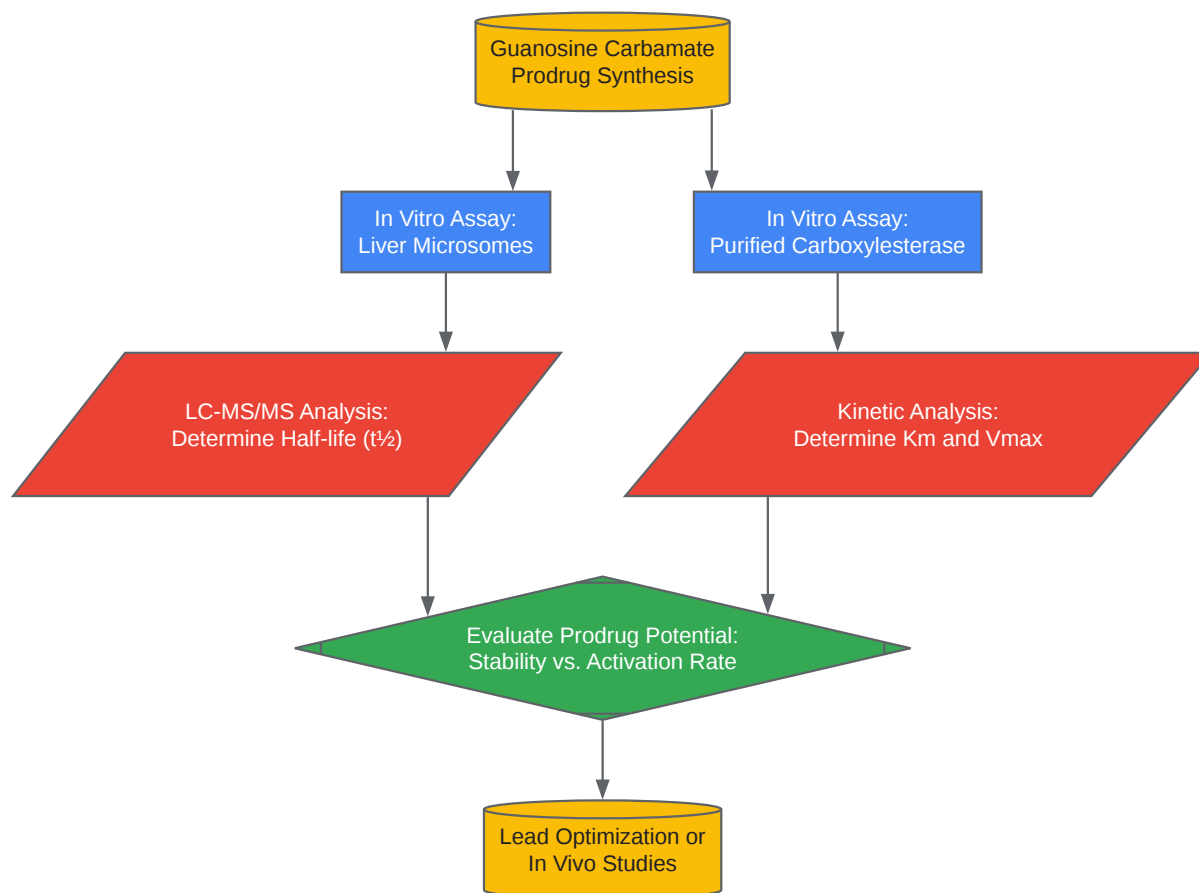 Guanosine Carbamate
Prodrug Synthesis
In Vitro Assay:
Liver Microsomes
In Vitro Assay:
Purified Carboxylesterase
LC-MS/MS Analysis:
Determine Half-life (t½)
Kinetic Analysis:
Determine Km and Vmax
Evaluate Prodrug Potential:
Stability vs. Activation Rate
Lead Optimization or
In Vivo Studies